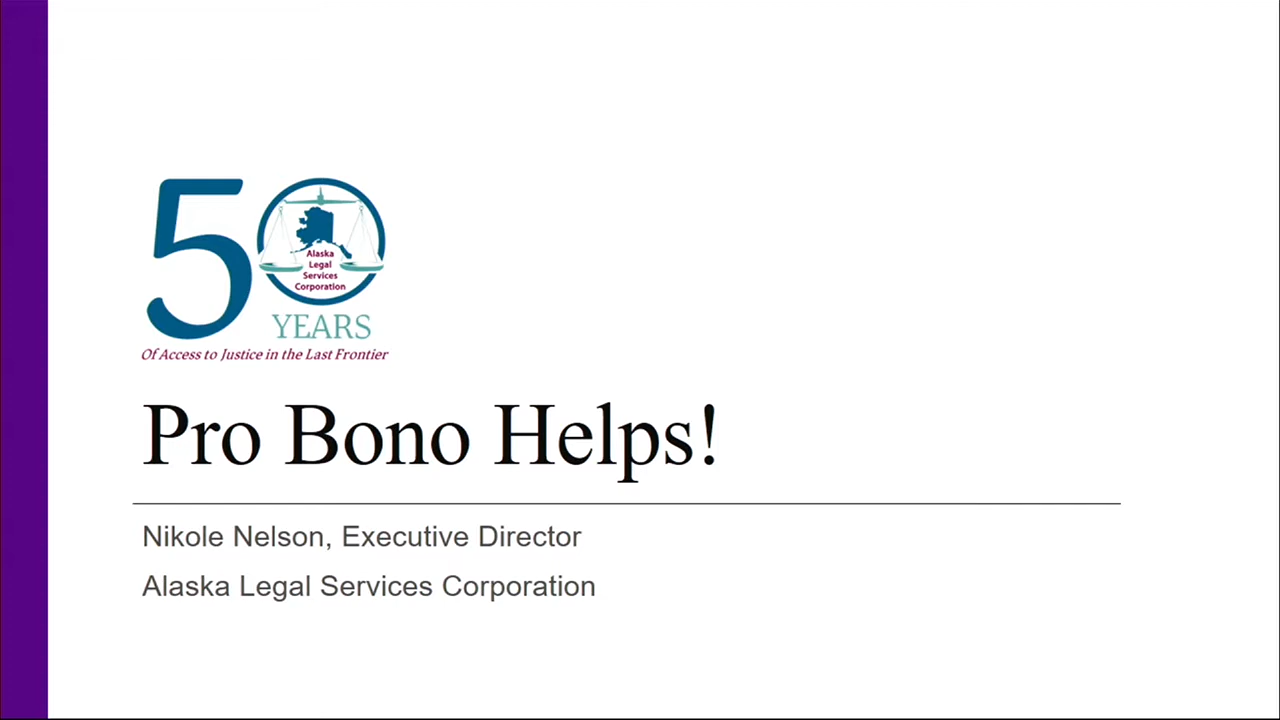 50
Alaska
Legal
Services
Corporation
YEARS
Of Access to Justice in the Last Frontier
Pro Bono Helps!
Nikole Nelson, Executive Director
Alaska Legal Services Corporation